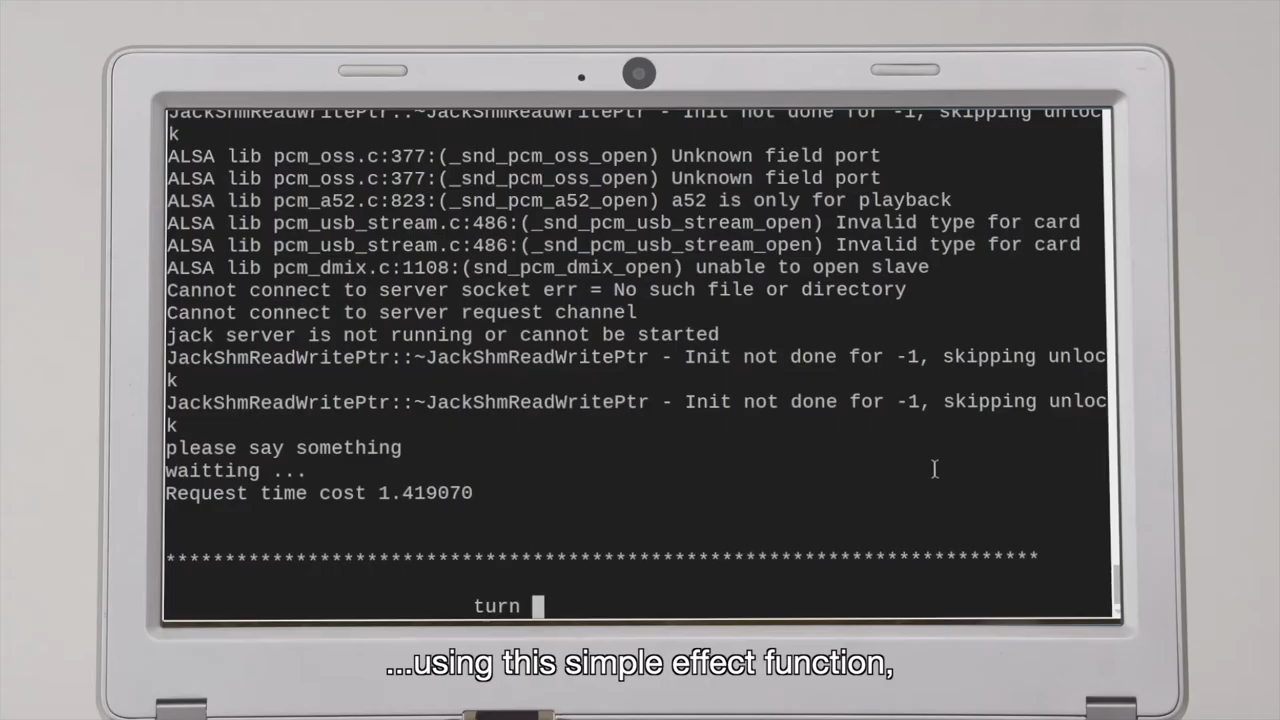 JackShmReadWritePtr::~JackShmReadWritePtr - Init not done for -1, skipping unloc
k
ALSA lib pcm_oss.c:377:(_snd_pcm_oss_open) Unknown field port
ALSA lib pcm_oss.c:377:(_snd_pcm_oss_open) Unknown field port
ALSA lib pcm_a52.c:823:(_snd_pcm_a52_open) a52 is only for playback
ALSA lib pcm_usb_stream.c:486:(_snd_pcm_usb_stream_open) Invalid type for card
ALSA lib pcm_usb_stream.c:486:(_snd_pcm_usb_stream_open) Invalid type for card
ALSA lib pcm_dmix.c:1108:(snd_pcm_dmix_open) unable to open slave
Cannot connect to server socket err = No such file or directory
Cannot connect to server request channel
jack server is not running or cannot be started
JackShmReadWritePtr::~JackShmReadWritePtr - Init not done for -1, skipping unloc
k
JackShmReadWritePtr::~JackShmReadWritePtr - Init not done for -1, skipping unloc
k
please say something
waitting ...
Request time cost 1.419070
**************************************************************************
turn
...using this simple effect function,